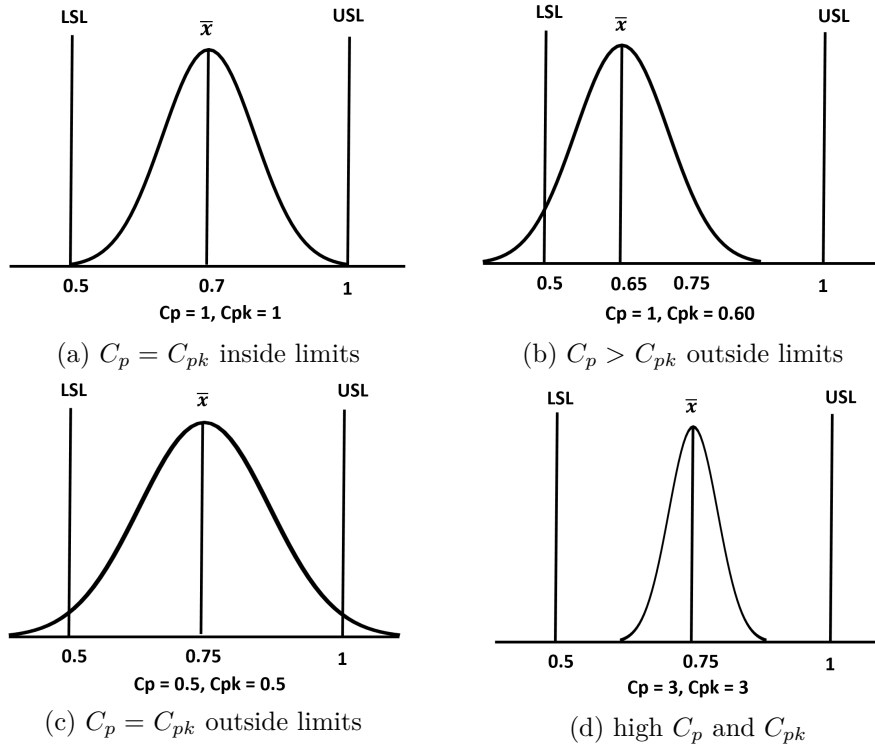 LSL
x̅
USL
0.5
0.7
1
Cp = 1, Cpk = 1
(a) Cₚ = Cₚₖ inside limits
LSL
x̅
USL
0.5
0.65
0.75
1
Cp = 1, Cpk = 0.60
(b) Cₚ > Cₚₖ outside limits
LSL
x̅
USL
0.5
0.75
1
Cp = 0.5, Cpk = 0.5
(c) Cₚ = Cₚₖ outside limits
LSL
x̅
USL
0.5
0.75
1
Cp = 3, Cpk = 3
(d) high Cₚ and Cₚₖ